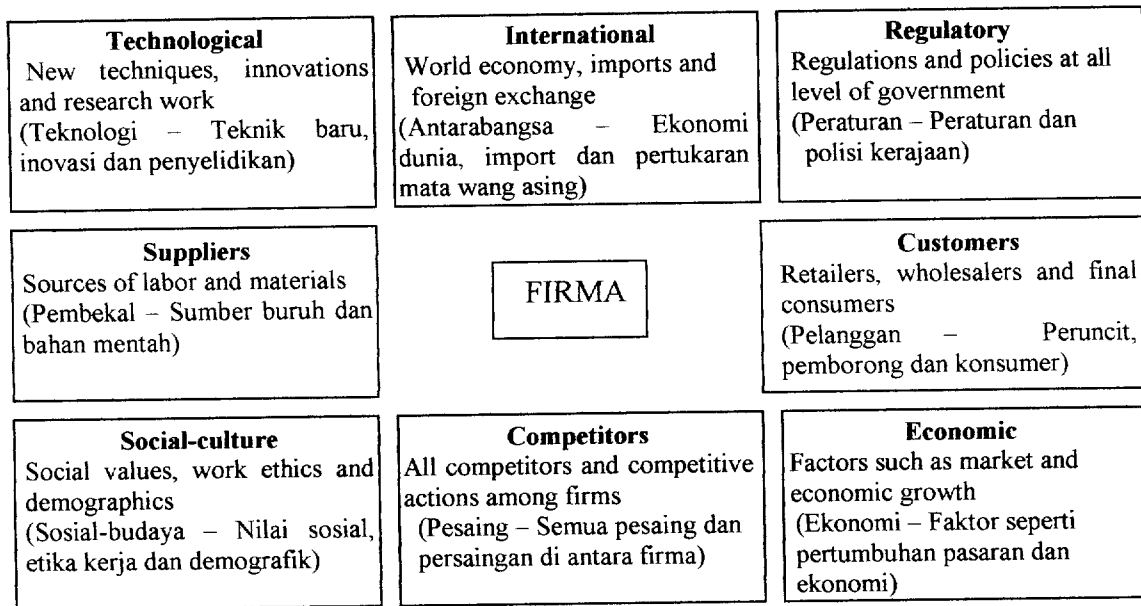 Technological
New techniques, innovations
and research work
(Teknologi – Teknik baru,
inovasi dan penyelidikan)
International
World economy, imports and
foreign exchange
(Antarabangsa – Ekonomi
dunia, import dan pertukaran
mata wang asing)
Regulatory
Regulations and policies at all
level of government
(Peraturan – Peraturan dan
polisi kerajaan)
Suppliers
Sources of labor and materials
(Pembekal – Sumber buruh dan
bahan mentah)
FIRMA
Customers
Retailers, wholesalers and final
consumers
(Pelanggan – Peruncit,
pemborong dan konsumer)
Social-culture
Social values, work ethics and
demographics
(Sosial-budaya – Nilai sosial,
etika kerja dan demografik)
Competitors
All competitors and competitive
actions among firms
(Pesaing – Semua pesaing dan
persaingan di antara firma)
Economic
Factors such as market and
economic growth
(Ekonomi – Faktor seperti
pertumbuhan pasaran dan
ekonomi)